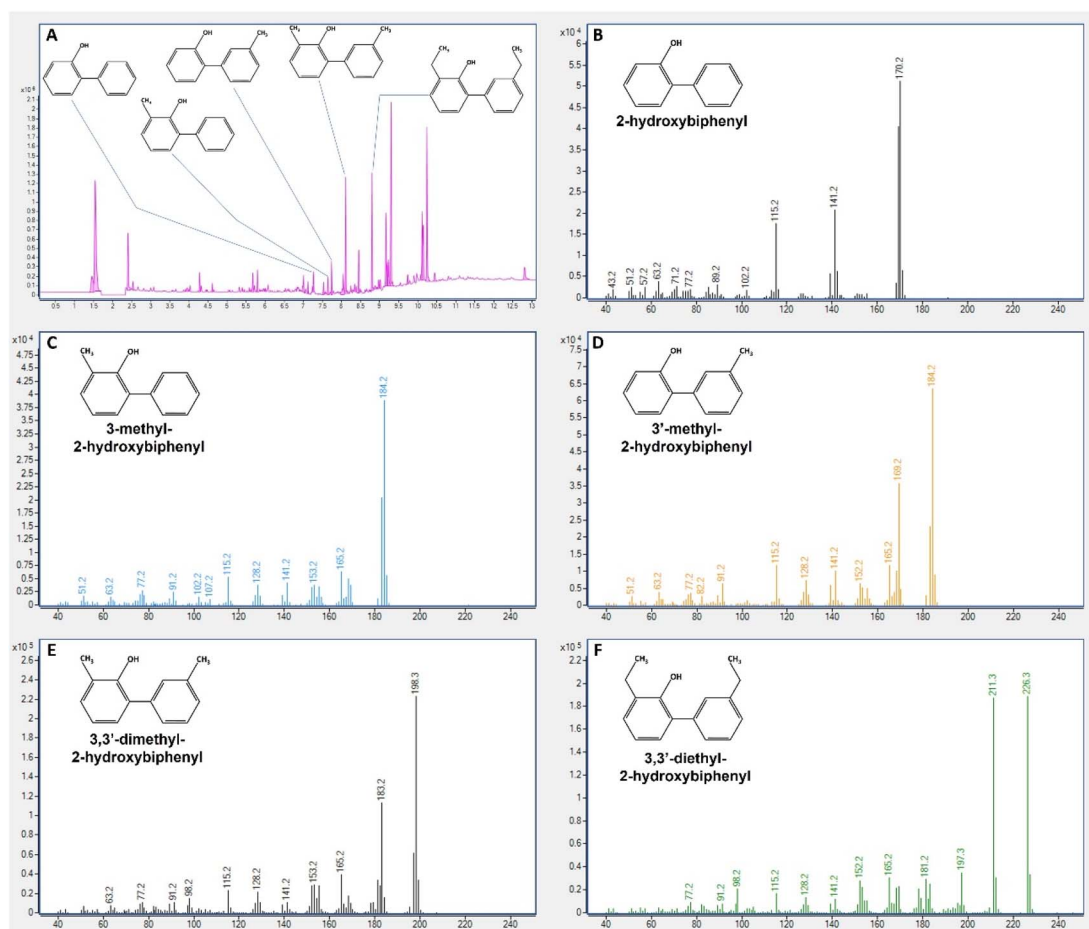 A
OH
OH
CH₃
CH₃
OH
CH₃
CH₃
CH₃
OH
CH₃
OH
x10⁴
2.1
2
1.9
1.8
1.7
1.6
1.5
1.4
1.3
1.2
1.1
1
0.9
0.8
0.7
0.6
0.5
0.4
0.3
0.2
0.1
0
0.5 1 1.5 2 2.5 3 3.5 4 4.5 5 5.5 6 6.5 7 7.5 8 8.5 9 9.5 10 10.5 11 11.5 12 12.5 13
B
OH
2-hydroxybiphenyl
x10⁴
6
5.5
5
4.5
4
3.5
3
2.5
2
1.5
1
0.5
0
43.2 51.2 57.2 63.2 71.2 77.2 89.2 102.2 115.2 141.2 170.2
40 60 80 100 120 140 160 180 200 220 240
C
CH₃
OH
3-methyl-
2-hydroxybiphenyl
x10⁴
4.75
4.5
4.25
4
3.75
3.5
3.25
3
2.75
2.5
2.25
2
1.75
1.5
1.25
1
0.75
0.5
0.25
0
51.2 63.2 77.2 91.2 102.2 107.2 115.2 128.2 141.2 153.2 165.2 184.2
40 60 80 100 120 140 160 180 200 220 240
D
OH
CH₃
3'-methyl-
2-hydroxybiphenyl
x10⁴
7.5
7
6.5
6
5.5
5
4.5
4
3.5
3
2.5
2
1.5
1
0.5
0
51.2 63.2 77.2 82.2 91.2 115.2 128.2 141.2 152.2 165.2 169.2 184.2
40 60 80 100 120 140 160 180 200 220 240
E
CH₃
OH
CH₃
3,3'-dimethyl-
2-hydroxybiphenyl
x10⁵
2.6
2.4
2.2
2
1.8
1.6
1.4
1.2
1
0.8
0.6
0.4
0.2
0
63.2 77.2 91.2 98.2 115.2 128.2 141.2 153.2 165.2 183.2 198.3
40 60 80 100 120 140 160 180 200 220 240
F
CH₃
OH
CH₃
3,3'-diethyl-
2-hydroxybiphenyl
x10⁵
2.2
2
1.8
1.6
1.4
1.2
1
0.8
0.6
0.4
0.2
0
77.2 91.2 98.2 115.2 128.2 141.2 152.2 165.2 181.2 197.3 211.3 226.3
40 60 80 100 120 140 160 180 200 220 240